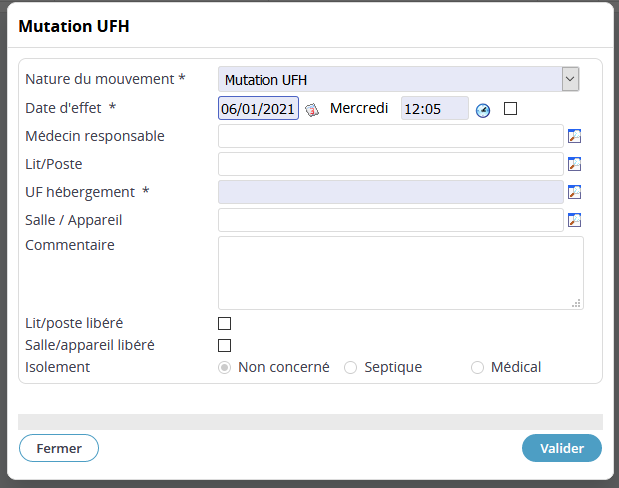 Mutation UFH
Nature du mouvement * Mutation UFH
Date d'effet * 06/01/2021 Mercredi 12:05
Médecin responsable
Lit/Poste
UF hébergement *
Salle / Appareil
Commentaire
Lit/poste libéré
Salle/appareil libéré
Isolement Non concerné Septique Médical
Fermer Valider